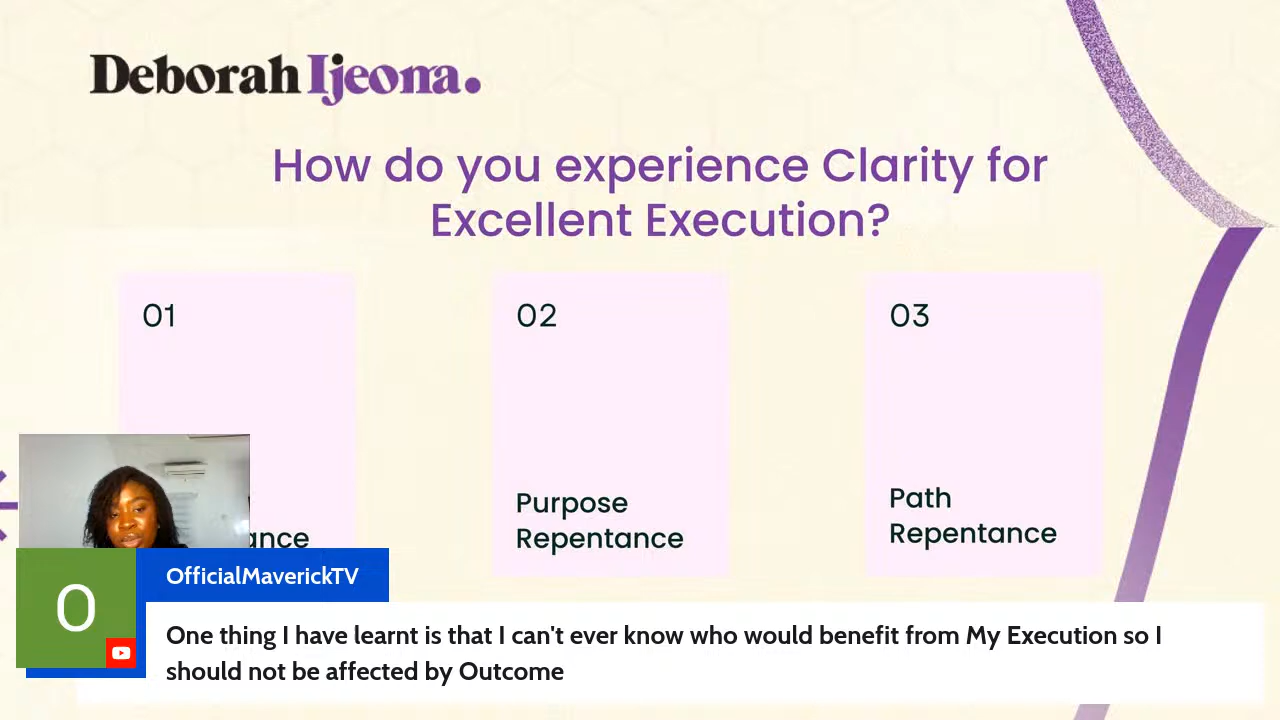 Deborah Ijeona.
How do you experience Clarity for
Excellent Execution?
01
02
03
Purpose
Repentance
Path
Repentance
O
OfficialMaverickTV
One thing I have learnt is that I can't ever know who would benefit from My Execution so I
should not be affected by Outcome